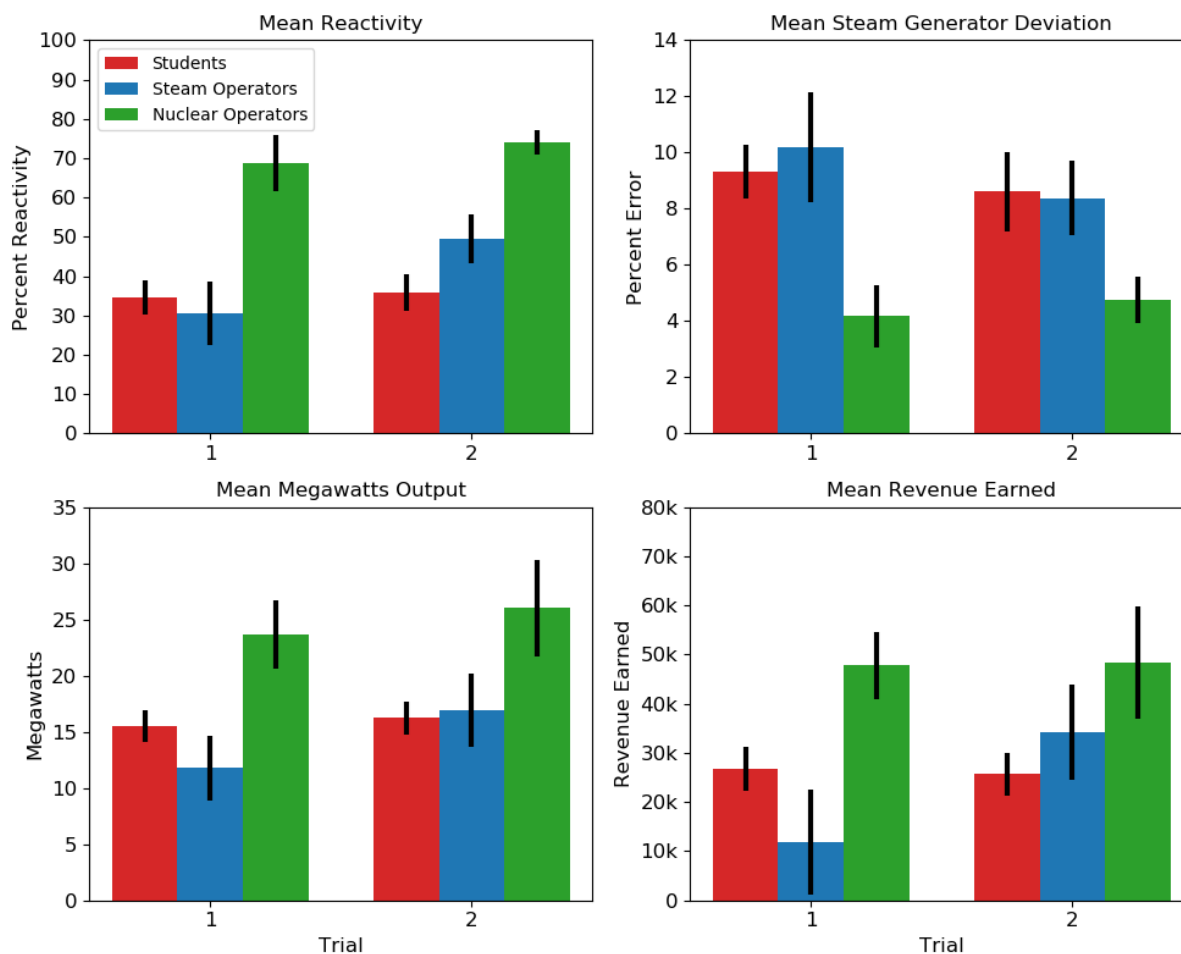 Mean Reactivity
100
90
80
70
60
50
40
30
20
10
0
Percent Reactivity
Students
Steam Operators
Nuclear Operators
1
2
Mean Steam Generator Deviation
14
12
10
8
6
4
2
0
Percent Error
1
2
Mean Megawatts Output
35
30
25
20
15
10
5
0
Megawatts
1
2
Trial
Mean Revenue Earned
80k
70k
60k
50k
40k
30k
20k
10k
0
Revenue Earned
1
2
Trial